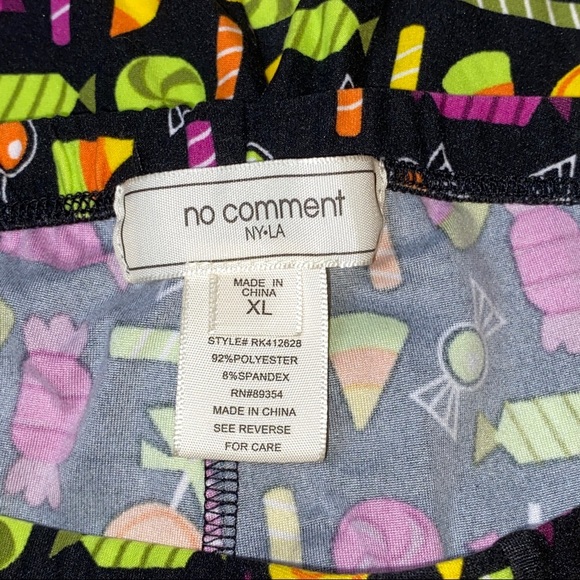 no comment
NY•LA
MADE IN
CHINA
XL
STYLE# RK412628
92%POLYESTER
8%SPANDEX
RN#89354
MADE IN CHINA
SEE REVERSE
FOR CARE